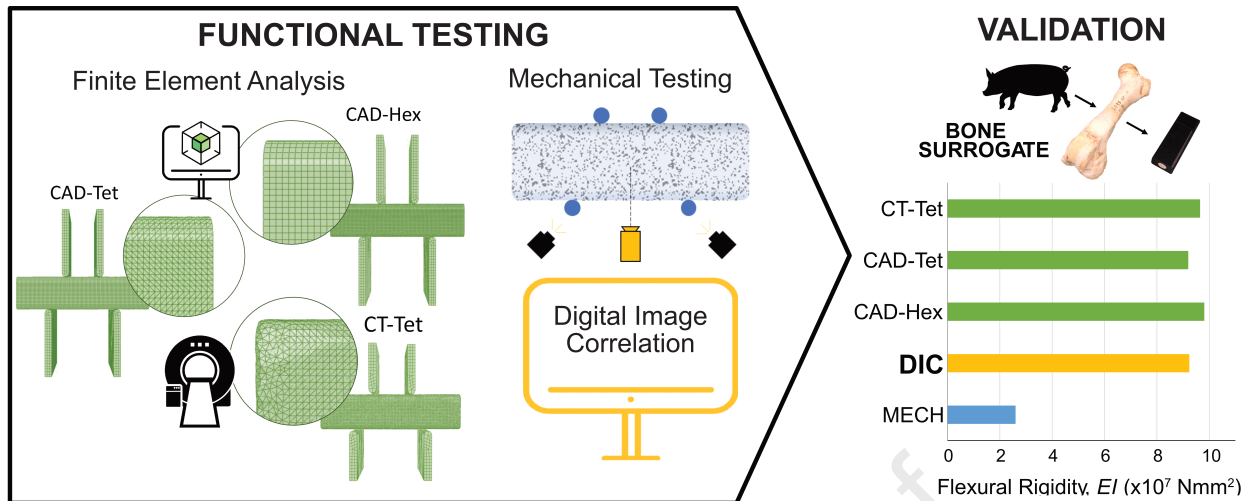 FUNCTIONAL TESTING
Finite Element Analysis
CAD-Hex
CAD-Tet
CT-Tet
Mechanical Testing
Digital Image
Correlation
VALIDATION
BONE
SURROGATE
CT-Tet
CAD-Tet
CAD-Hex
DIC
MECH
0 2 4 6 8 10
Flexural Rigidity, EI (x10⁷ Nmm²)
f